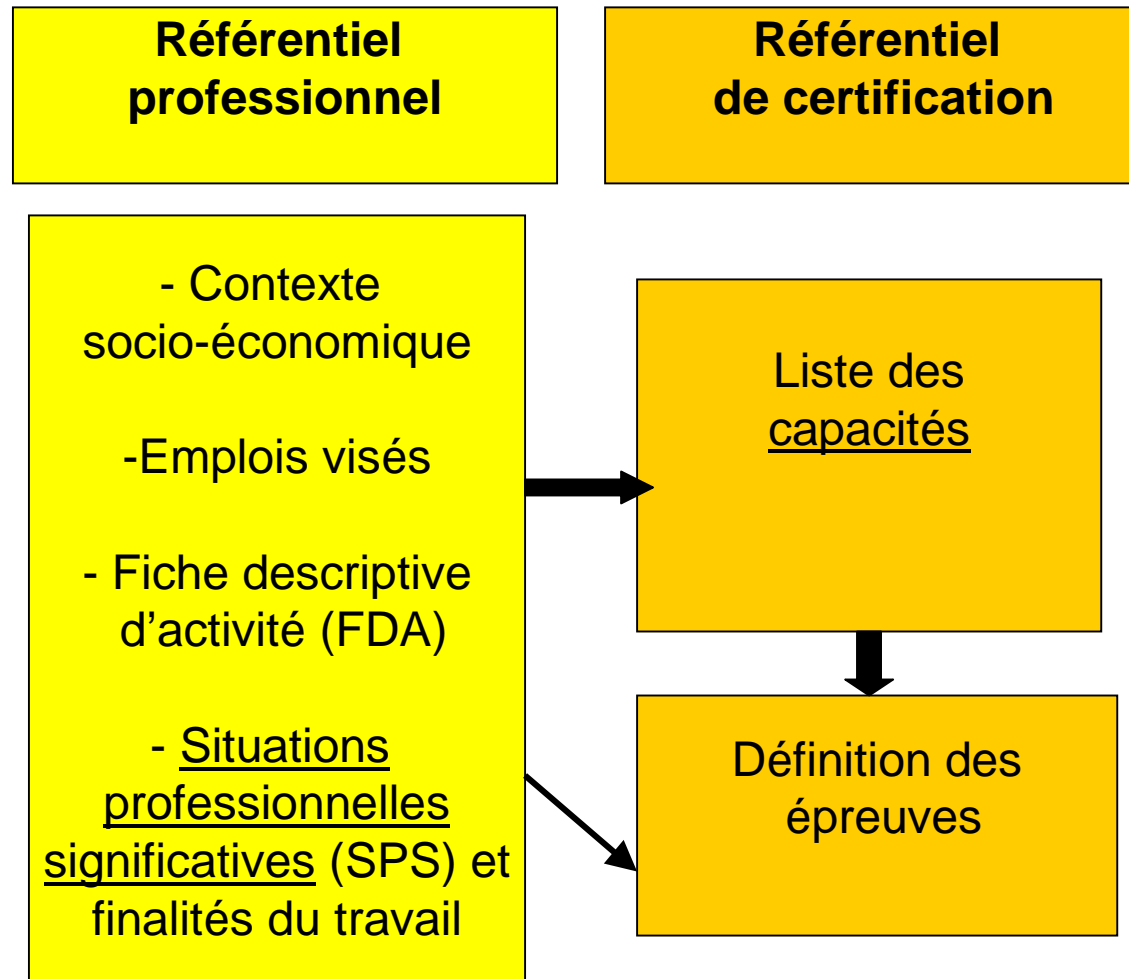 Référentiel
professionnel
Référentiel
de certification
- Contexte
socio-économique
-Emplois visés
- Fiche descriptive
d’activité (FDA)
- Situations
professionnelles
significatives (SPS) et
finalités du travail
Liste des
capacités
Définition des
épreuves